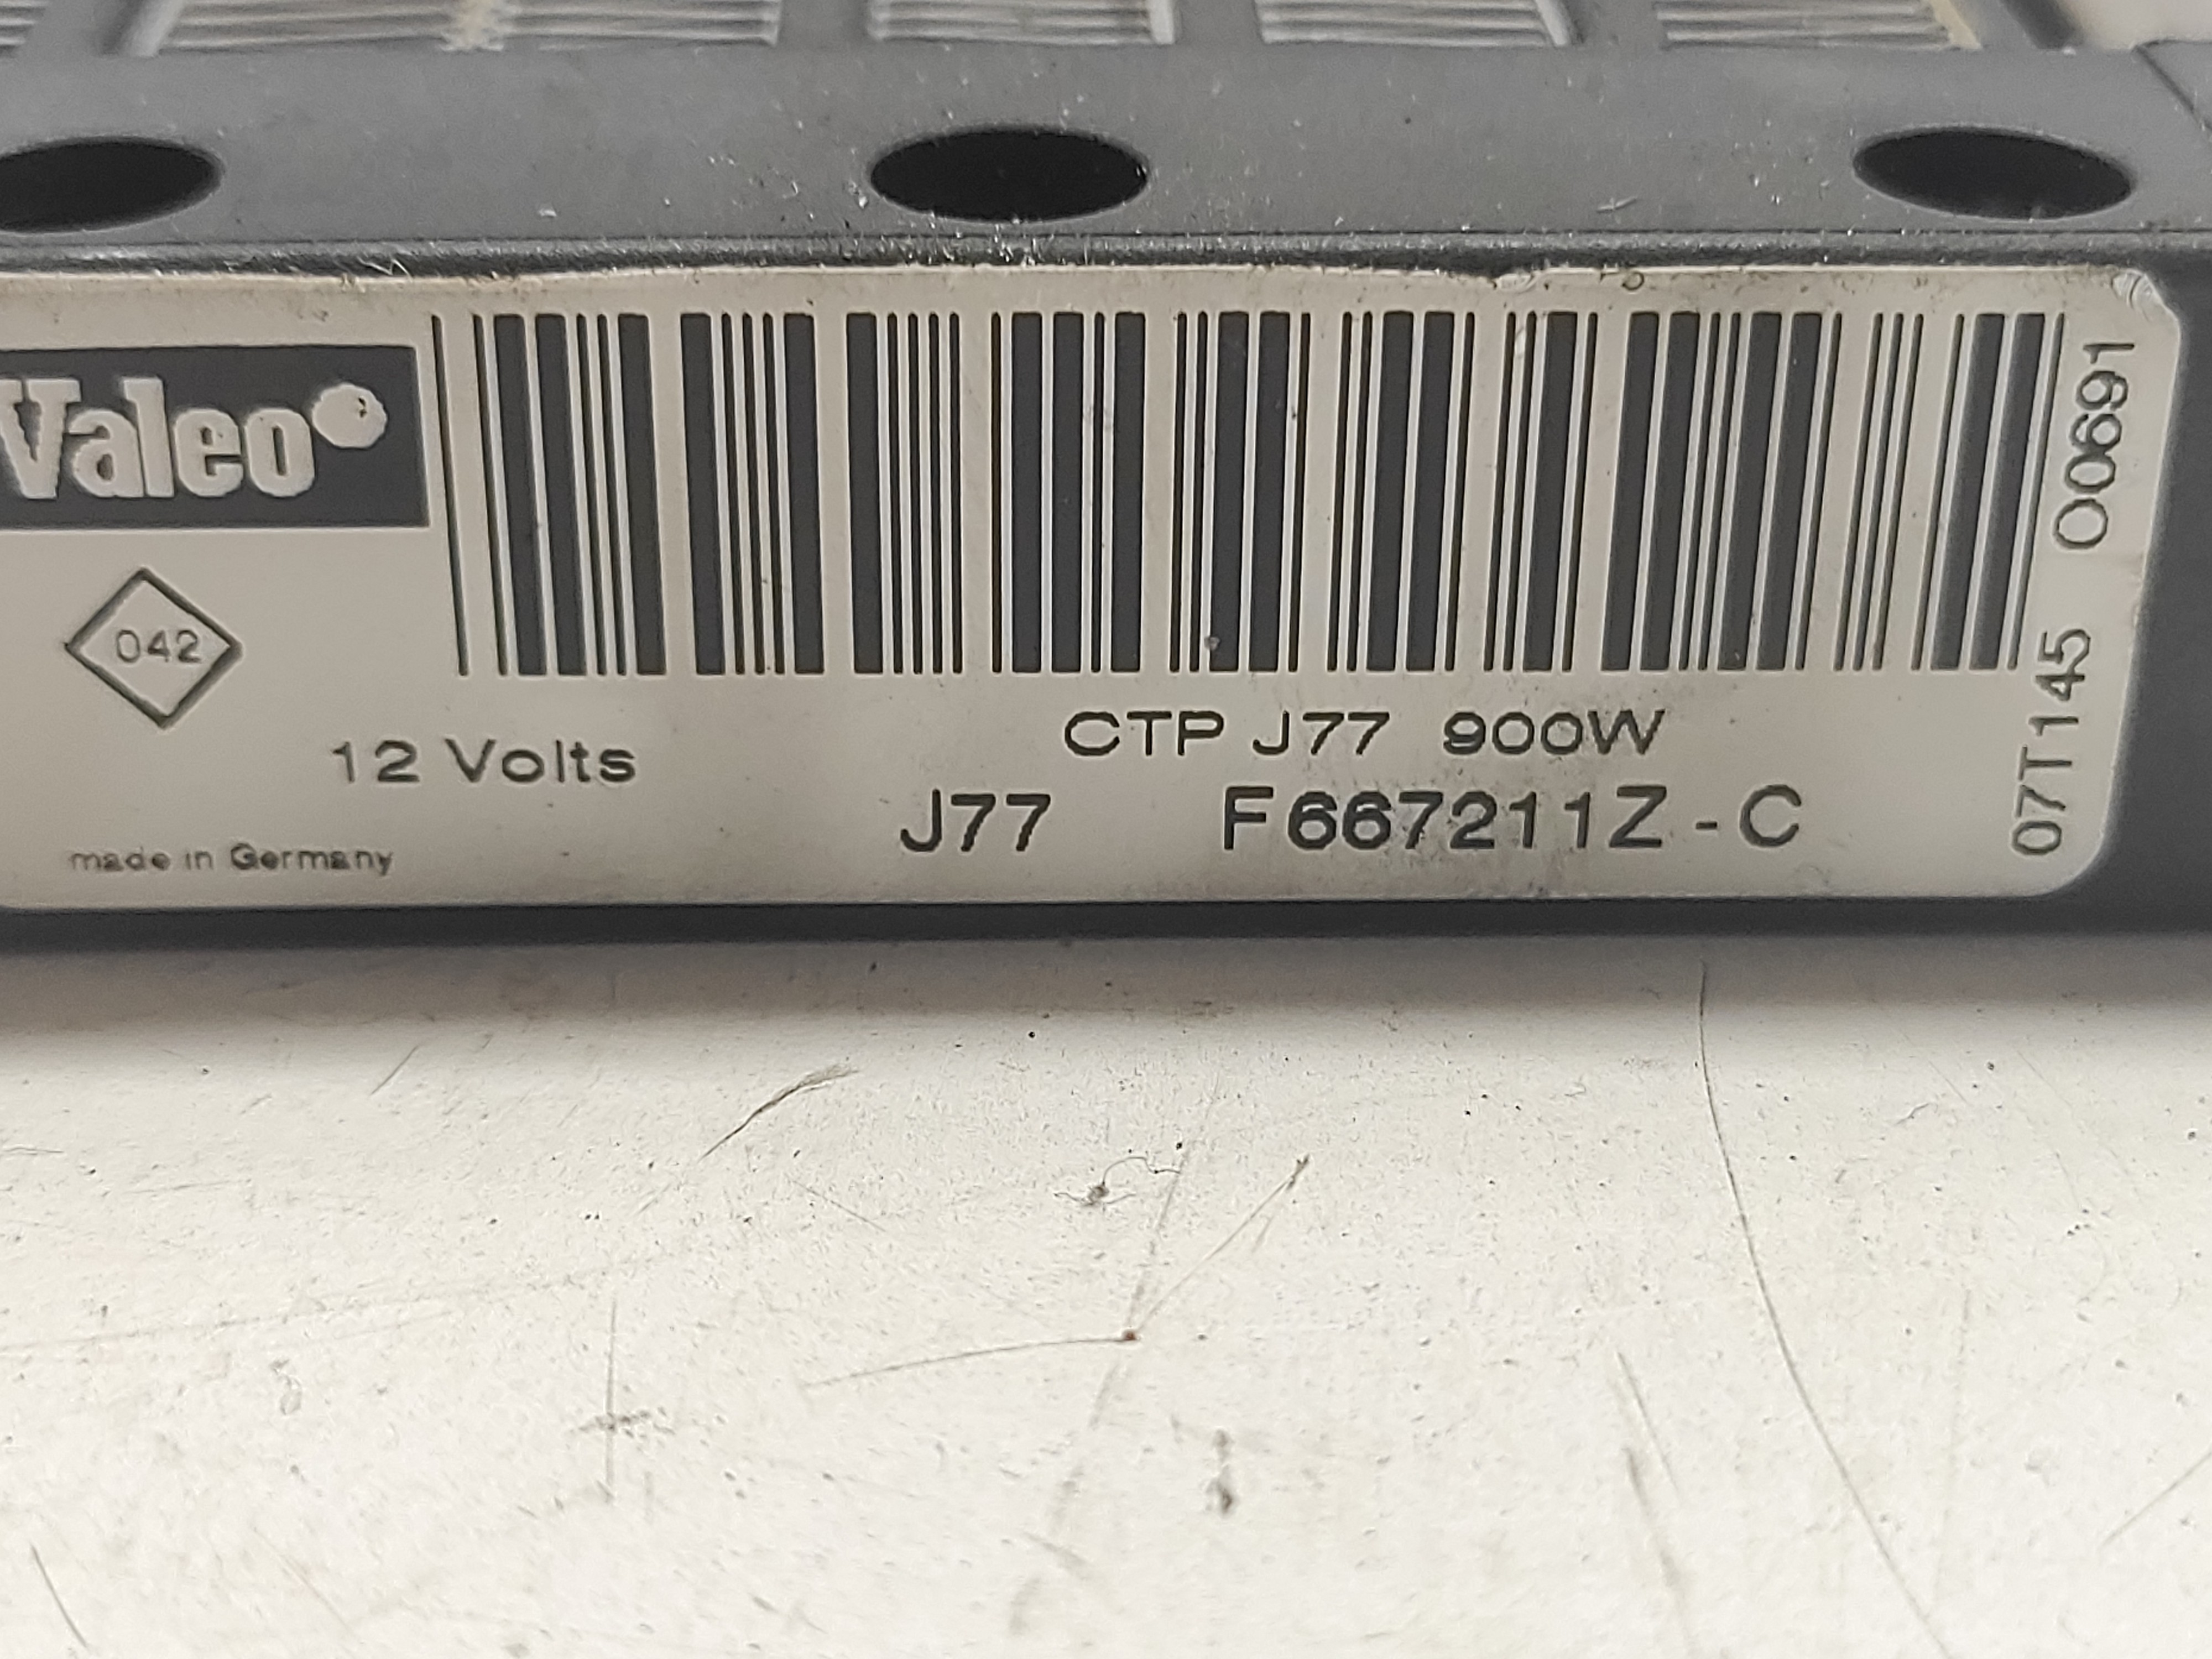 Valeo
042
12 Volts
made in Germany
CTP J77 900W
J77 F667211Z-C
07T145 00691